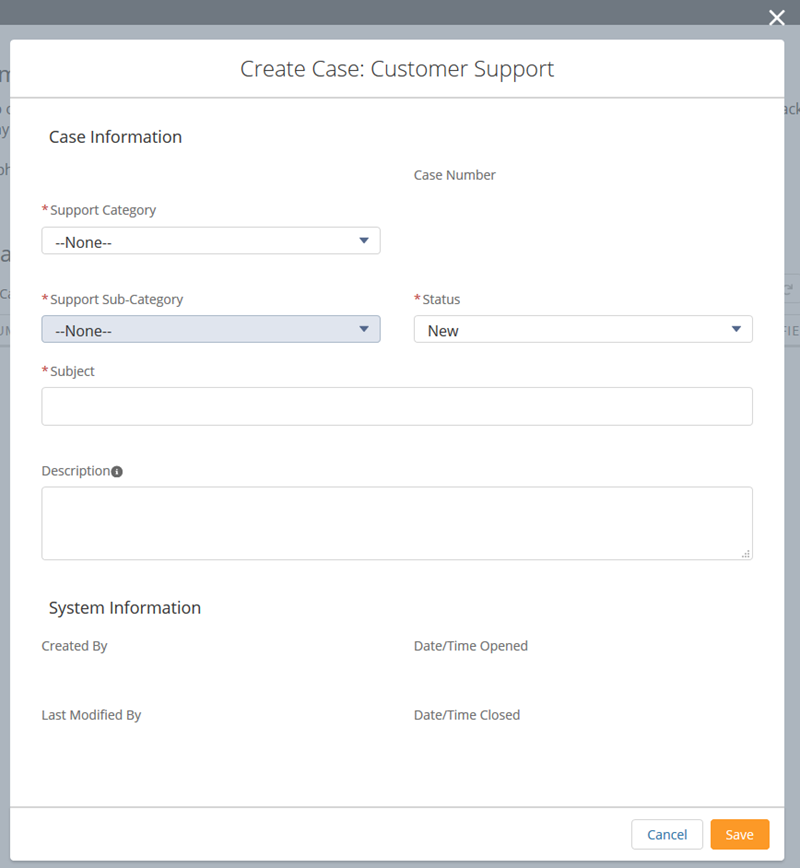 Create Case: Customer Support
Case Information
Case Number
*Support Category
--None--
*Support Sub-Category
*Status
--None--
New
*Subject
Description
System Information
Created By
Date/Time Opened
Last Modified By
Date/Time Closed
Cancel
Save